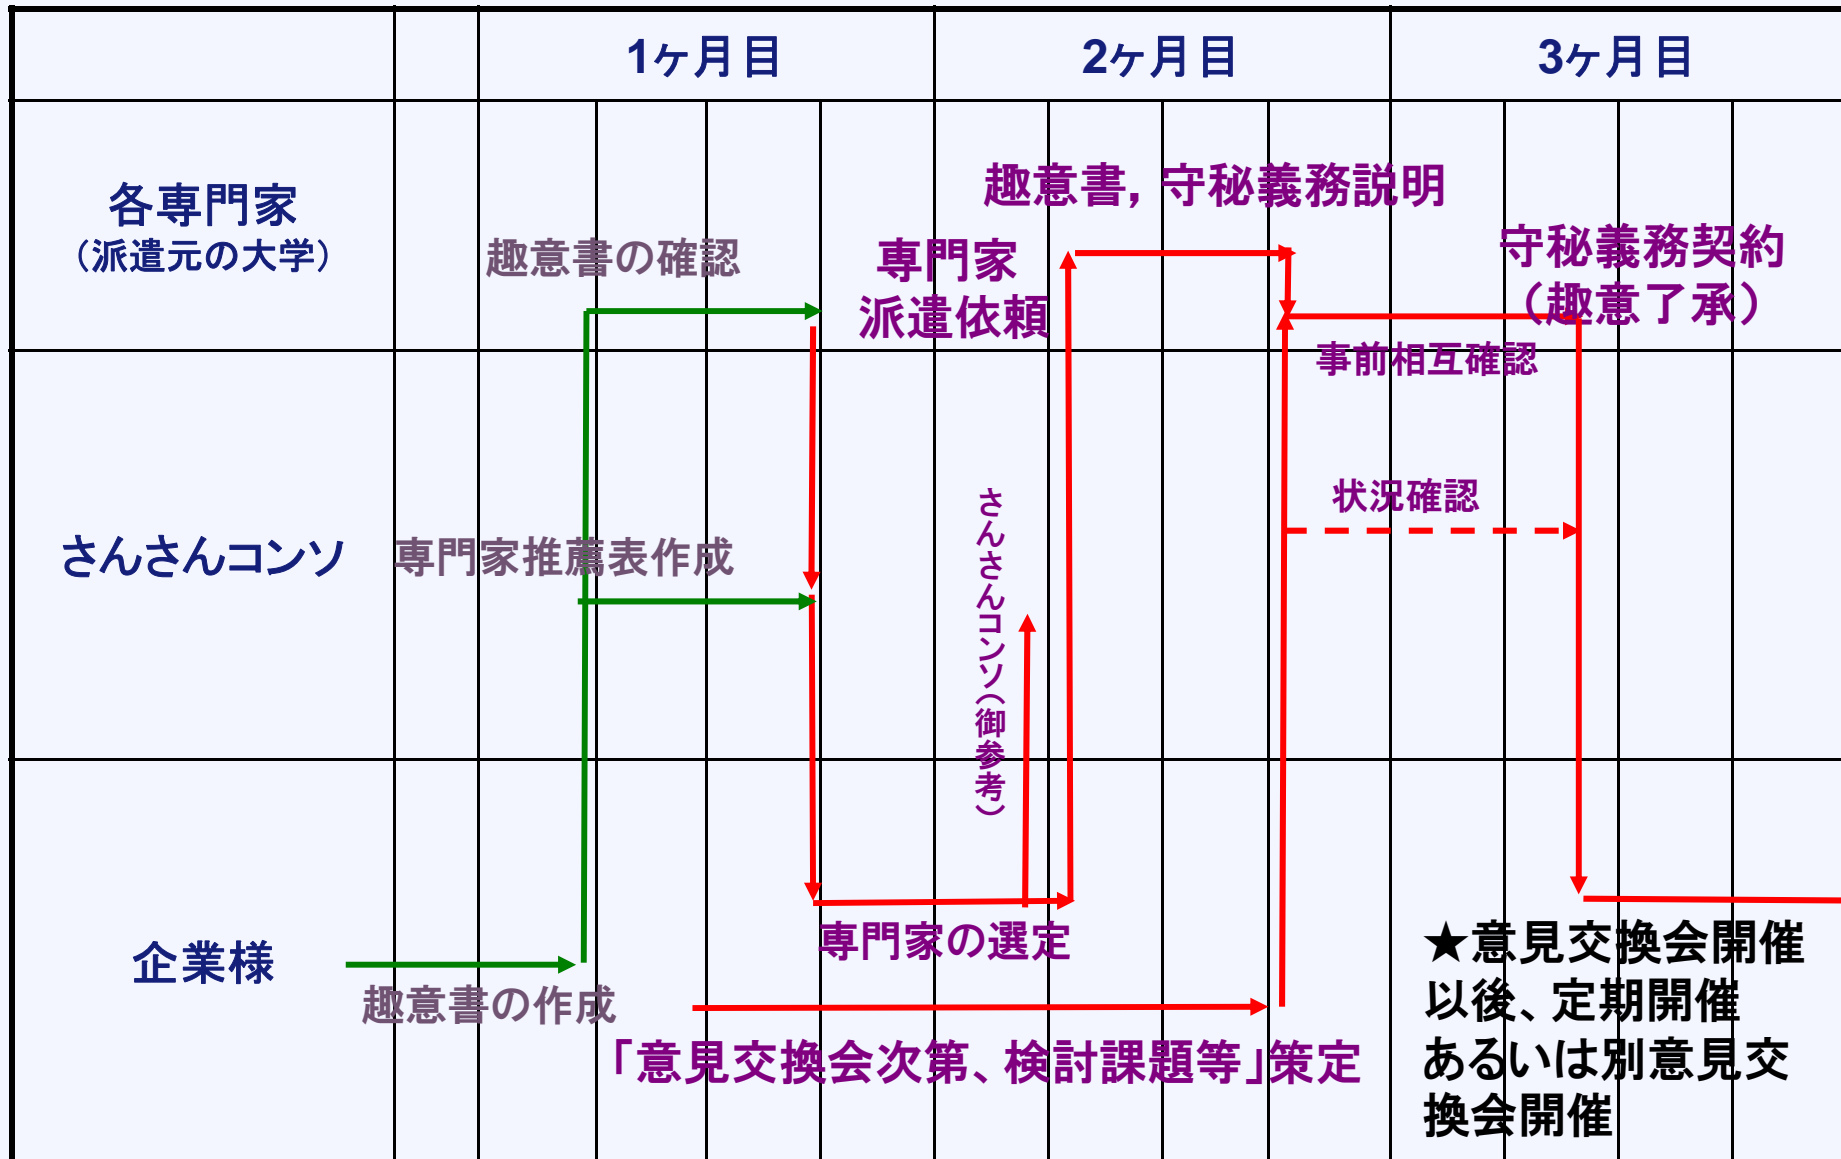 1ヶ月目
2ヶ月目
3ヶ月目
各専門家
（派遣元の大学）
趣意書の確認
専門家
派遣依頼
趣意書，守秘義務説明
守秘義務契約
（趣意了承）
事前相互確認
さんさんコンソ
専門家推薦表作成
さんさんコンソ（御参考）
状況確認
企業様
趣意書の作成
専門家の選定
「意見交換会次第、検討課題等」策定
★意見交換会開催
以後、定期開催
あるいは別意見交
換会開催